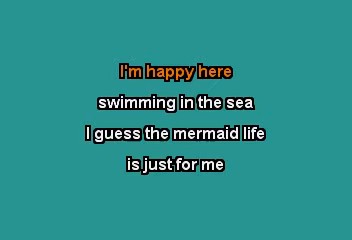 I'm happy here
swimming in the sea
I guess the mermaid life
is just for me